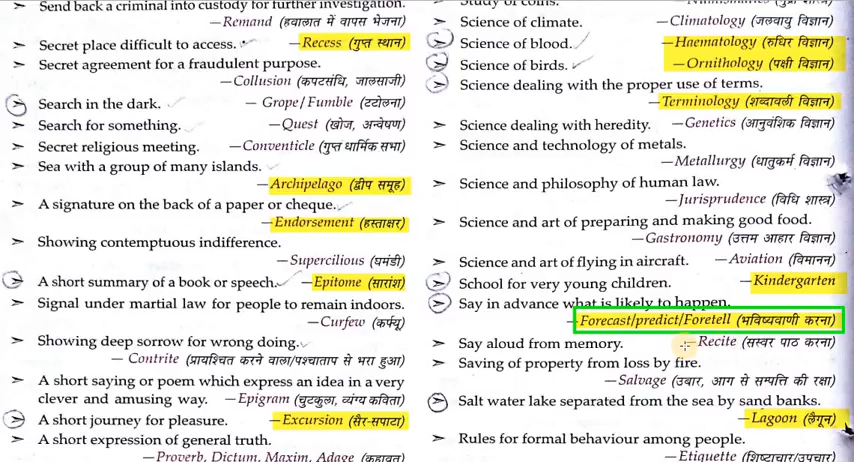 Send back a criminal into custody for further investigation.
—Remand (हवालात में वापस भेजना)
➢ Secret place difficult to access.
—Recess (गुप्त स्थान)
➢ Secret agreement for a fraudulent purpose.
—Collusion (कपटसंधि, जालसाजी)
➢ Search in the dark. — Grope/Fumble (टटोलना)
➢ Search for something. —Quest (खोज, अन्वेषण)
➢ Secret religious meeting. —Conventicle (गुप्त धार्मिक सभा)
➢ Sea with a group of many islands.
—Archipelago (द्वीप समूह)
➢ A signature on the back of a paper or cheque.
—Endorsement (हस्ताक्षर)
➢ Showing contemptuous indifference.
—Supercilious (घमंडी)
➢ A short summary of a book or speech. —Epitome (सारांश)
➢ Signal under martial law for people to remain indoors.
—Curfew (कर्फ्यू)
➢ Showing deep sorrow for wrong doing.
— Contrite (प्रायश्चित करने वाला/पश्चाताप से भरा हुआ)
➢ A short saying or poem which express an idea in a very
clever and amusing way. —Epigram (चुटकुला, व्यंग्य कविता)
➢ A short journey for pleasure. —Excursion (सैर-सपाटा)
➢ A short expression of general truth.
—Proverb, Dictum, Maxim, Adage (कहावत)
Study of coins.
➢ Science of climate. —Climatology (जलवायु विज्ञान)
➢ Science of blood. —Haematology (रुधिर विज्ञान)
➢ Science of birds. —Ornithology (पक्षी विज्ञान)
➢ Science dealing with the proper use of terms.
—Terminology (शब्दावली विज्ञान)
➢ Science dealing with heredity. —Genetics (आनुवंशिक विज्ञान)
➢ Science and technology of metals.
—Metallurgy (धातुकर्म विज्ञान)
➢ Science and philosophy of human law.
—Jurisprudence (विधि शास्त्र)
➢ Science and art of preparing and making good food.
—Gastronomy (उत्तम आहार विज्ञान)
➢ Science and art of flying in aircraft. —Aviation (विमानन)
➢ School for very young children. —Kindergarten
➢ Say in advance what is likely to happen.
—Forecast/predict/Foretell (भविष्यवाणी करना)
➢ Say aloud from memory. —Recite (सस्वर पाठ करना)
➢ Saving of property from loss by fire.
—Salvage (उबार, आग से सम्पत्ति की रक्षा)
➢ Salt water lake separated from the sea by sand banks.
—Lagoon (लैगून)
➢ Rules for formal behaviour among people.
—Etiquette (शिष्टाचार/उपचार)